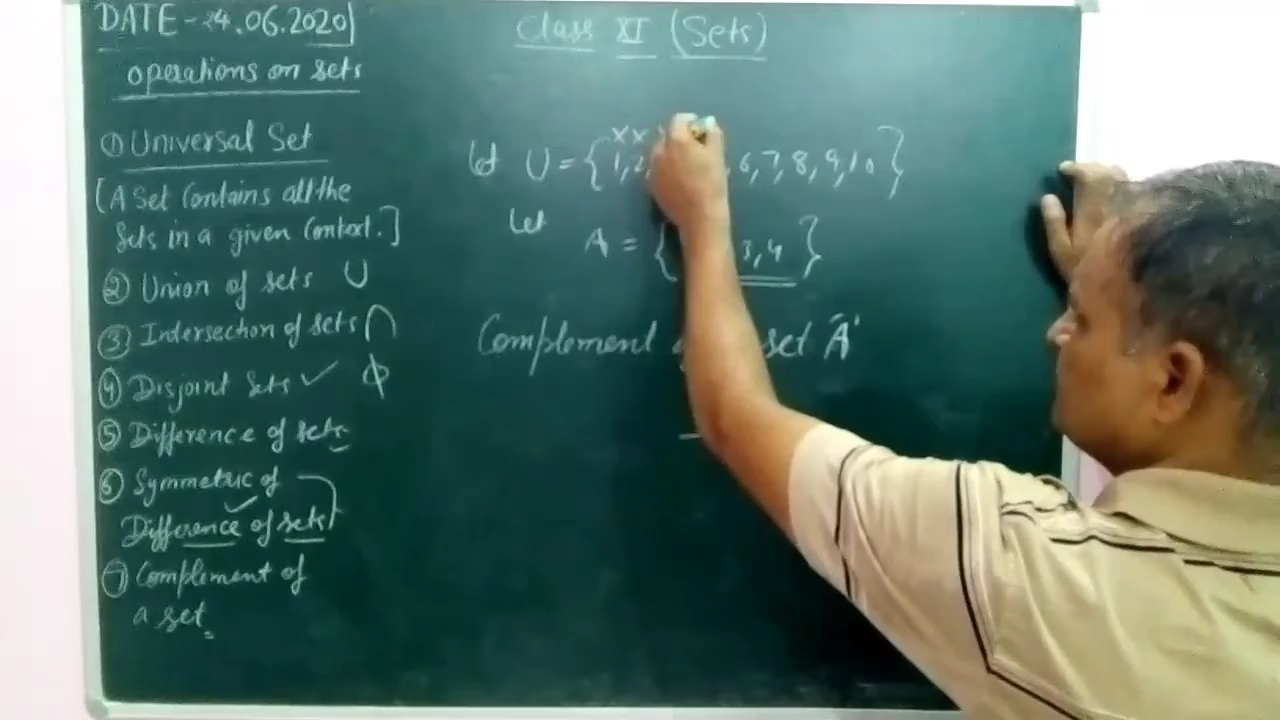 DATE - 24.06.2020
operations on sets
① Universal Set
[A Set Contains all the
Sets in a given Context.]
② Union of sets ∪
③ Intersection of sets ∩
④ Disjoint Sets ✓ ϕ
⑤ Difference of sets
⑥ Symmetric of
Difference of sets
⑦ Complement of
a set
Class XI (Sets)
x x
Let U = {1, 2, 6, 7, 8, 9, 10}
Let
A = { 3, 4 }
Complement set A'